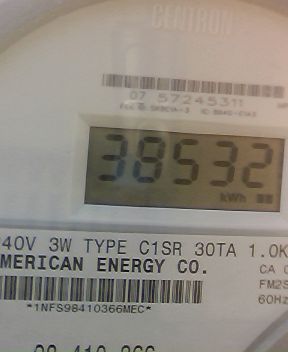 CENTRON
07 57245311
38532
kWh
40V 3W TYPE C1SR 30TA 1.0K
MERICAN ENERGY CO.
CA 0
FM2S
60Hz
*1NFS98410366MEC*